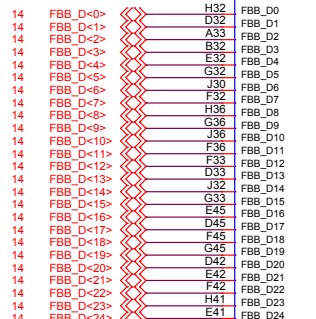 14 FBB_D<0> H32 FBB_D0
14 FBB_D<1> D32 FBB_D1
14 FBB_D<2> A33 FBB_D2
14 FBB_D<3> B32 FBB_D3
14 FBB_D<4> E32 FBB_D4
14 FBB_D<5> G32 FBB_D5
14 FBB_D<6> J30 FBB_D6
14 FBB_D<7> F32 FBB_D7
14 FBB_D<8> H36 FBB_D8
14 FBB_D<9> G36 FBB_D9
14 FBB_D<10> J36 FBB_D10
14 FBB_D<11> F36 FBB_D11
14 FBB_D<12> F33 FBB_D12
14 FBB_D<13> D33 FBB_D13
14 FBB_D<14> J32 FBB_D14
14 FBB_D<15> G33 FBB_D15
14 FBB_D<16> E45 FBB_D16
14 FBB_D<17> D45 FBB_D17
14 FBB_D<18> F45 FBB_D18
14 FBB_D<19> G45 FBB_D19
14 FBB_D<20> D42 FBB_D20
14 FBB_D<21> E42 FBB_D21
14 FBB_D<22> F42 FBB_D22
14 FBB_D<23> H41 FBB_D23
14 FBB_D<24> E41 FBB_D24